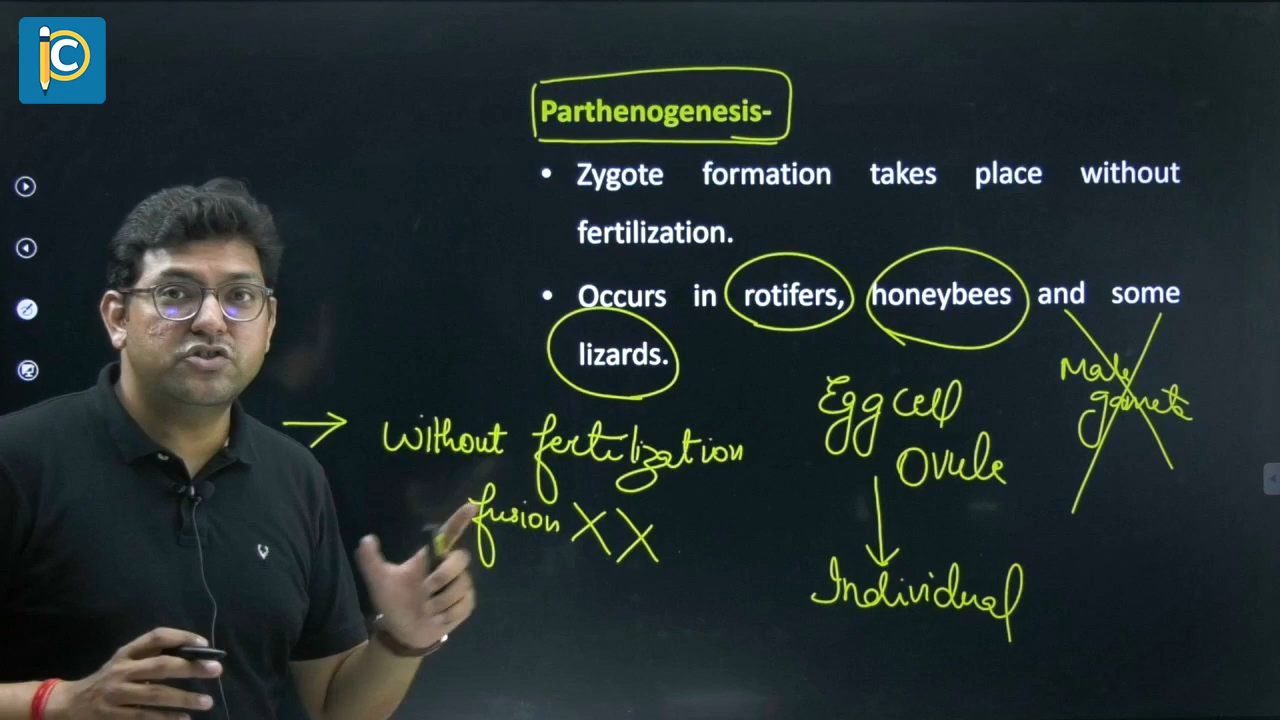 iC
Parthenogenesis-
• Zygote formation takes place without
fertilization.
• Occurs in rotifers, honeybees and some
lizards.
→ Without fertilization
fusion XX
Egg cell
Ovule
Individual
Male
gamete